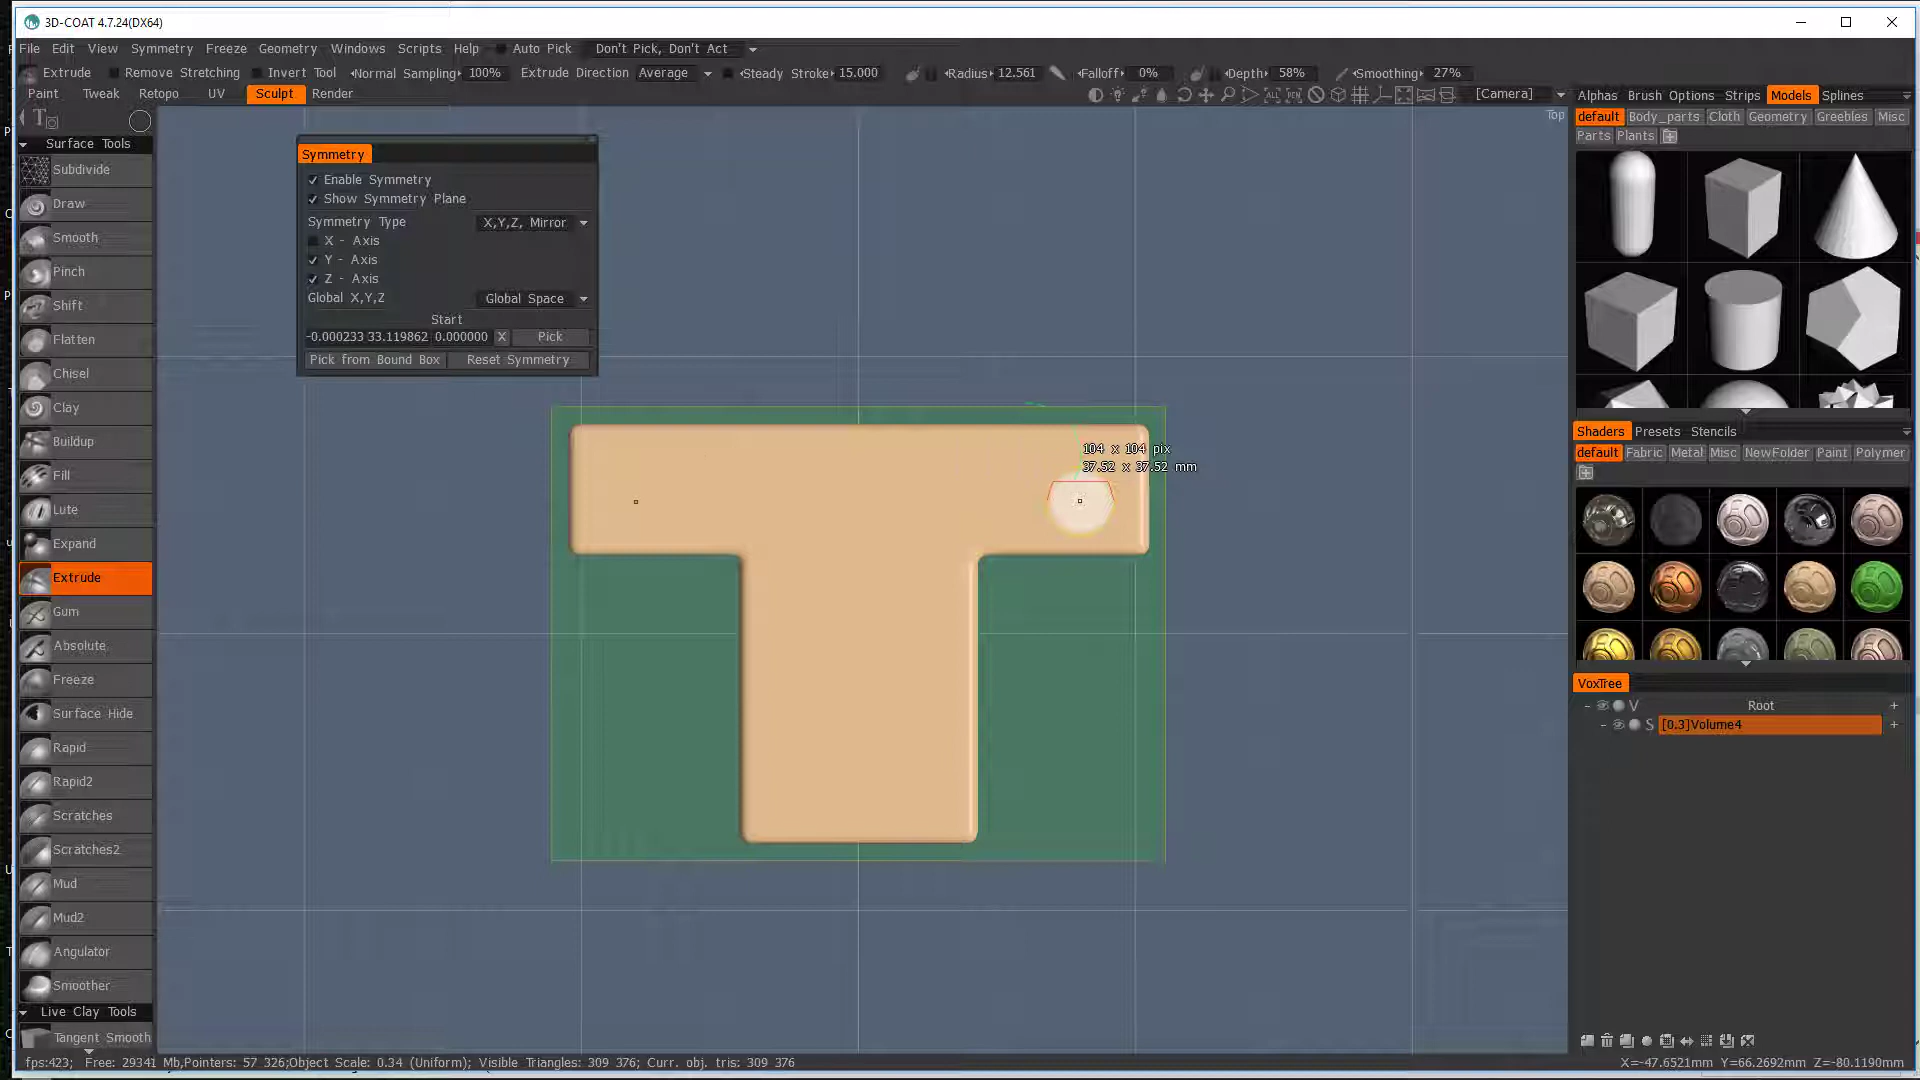 3D-COAT 4.7.24(DX64)
File Edit View Symmetry Freeze Geometry Windows Scripts Help Auto Pick Don't Pick, Don't Act
Extrude Remove Stretching Invert Tool Normal Sampling 100% Extrude Direction Average Steady Stroke 15.000 Radius 12.561 Falloff 0% Depth 58% Smoothing 27%
Paint Tweak Retopo UV Sculpt Render [Camera]
Top
Surface Tools
Subdivide
Draw
Smooth
Pinch
Shift
Flatten
Chisel
Clay
Buildup
Fill
Lute
Expand
Extrude
Gum
Absolute
Freeze
Surface Hide
Rapid
Rapid2
Scratches
Scratches2
Mud
Mud2
Angulator
Smoother
Live Clay Tools
Tangent Smooth
Symmetry
Enable Symmetry
Show Symmetry Plane
Symmetry Type X,Y,Z, Mirror
X - Axis
Y - Axis
Z - Axis
Global X,Y,Z Global Space
Start
-0.000233 33.119862 0.000000 X Pick
Pick from Bound Box Reset Symmetry
104 x 104 pix
37.52 x 37.52 mm
Alphas Brush Options Strips Models Splines
default Body_parts Cloth Geometry Greebles Misc
Parts Plants
Shaders Presets Stencils
default Fabric Metal Misc NewFolder Paint Polymer
VoxTree
V Root +
S [0.3]Volume4 +
fps:423; Free: 29341 Mb,Pointers: 57 326;Object Scale: 0.34 (Uniform); Visible Triangles: 309 376; Curr. obj. tris: 309 376
X=-47.6521mm Y=66.2692mm Z=-80.1190mm